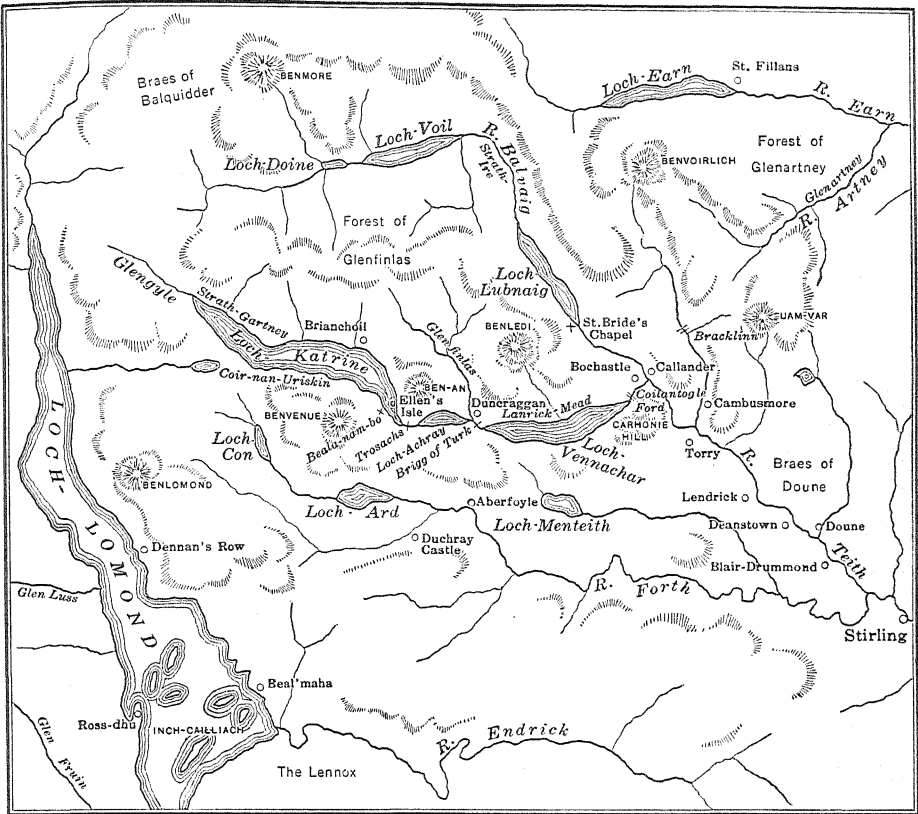 Braes of
Balquidder
BENMORE
Loch-Earn
St. Fillans
R. Earn
Loch-Doine
Loch-Voil
R. Balvaig
Strath-
Ire
BENVOIRLICH
Forest of
Glenartney
Glenartney
R. Artney
Forest of
Glenfinlas
Glengyle
Strath-Gartney
Loch-Katrine
Brianchoil
Glenfinlas
Loch-
Lubnaig
BENLEDI
St. Bride's
Chapel
Bracklinn
UAM-VAR
Coir-nan-Uriskin
BEN-AN
Ellen's
Isle
Bochastle
Callander
Duncraggan
Lanrick-Mead
Coilantogle
Ford
Cambusmore
BENVENUE
Beala-nam-bo
Trosachs
Loch-Achray
Brigg of Turk
CARHONIE
HILL
Loch-
Vennachar
Torry
Loch-
Con
BENLOMOND
Loch-Ard
Aberfoyle
Loch-Menteith
Lendrick
Braes of
Doune
R. Teith
Deanstown
Doune
Duchray
Castle
Blair-Drummond
LOCH-LOMOND
Dennan's Row
Glen Luss
R. Forth
Stirling
Beal'maha
Ross-dhu
INCH-CAILLIACH
Glen Fruin
The Lennox
R. Endrick